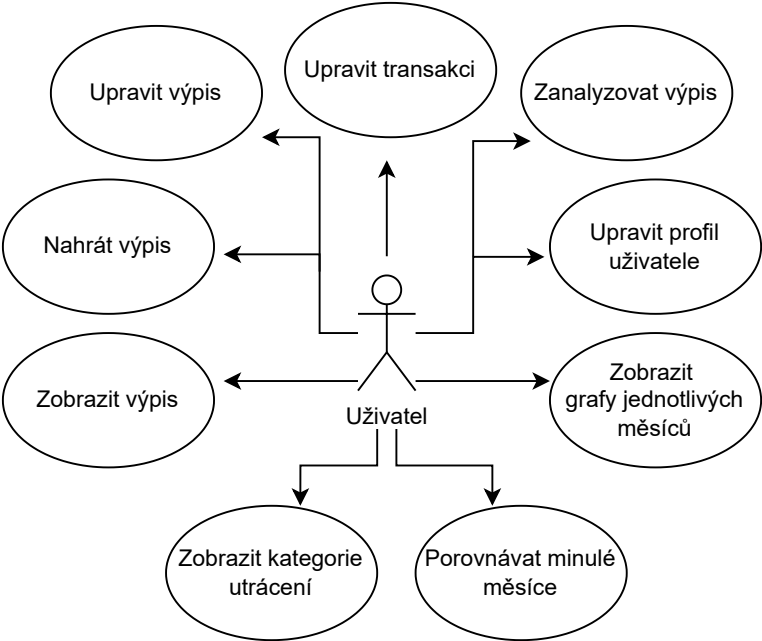 Upravit transakci
Upravit výpis
Zanalyzovat výpis
Nahrát výpis
Upravit profil
uživatele
Zobrazit výpis
Zobrazit
grafy jednotlivých
měsíců
Uživatel
Zobrazit kategorie
utrácení
Porovnávat minulé
měsíce